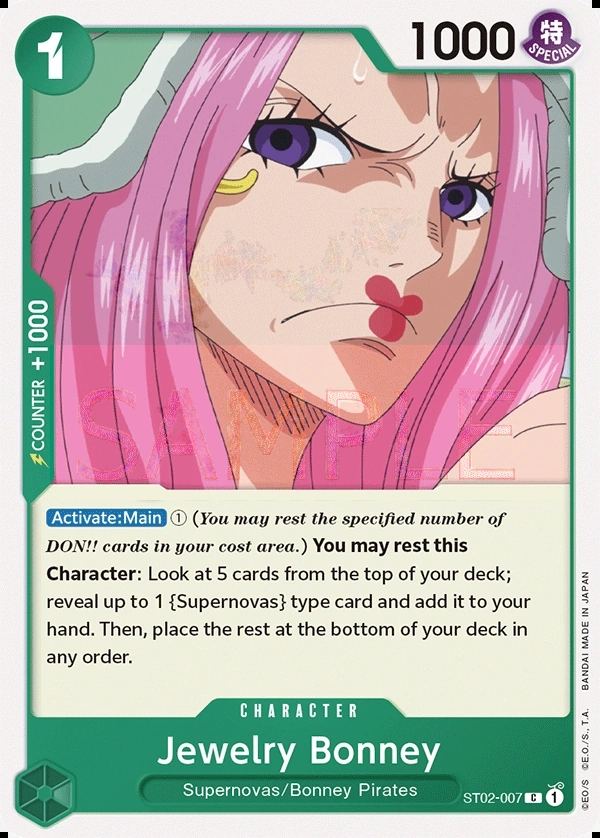 1
1000
特
SPECIAL
COUNTER +1000
SAMPLE
Activate:Main ① (You may rest the specified number of
DON!! cards in your cost area.) You may rest this
Character: Look at 5 cards from the top of your deck;
reveal up to 1 {Supernovas} type card and add it to your
hand. Then, place the rest at the bottom of your deck in
any order.
CHARACTER
Jewelry Bonney
Supernovas/Bonney Pirates
ST02-007 C 1
©EO/S ©E.O./S., T.A. BANDAI MADE IN JAPAN